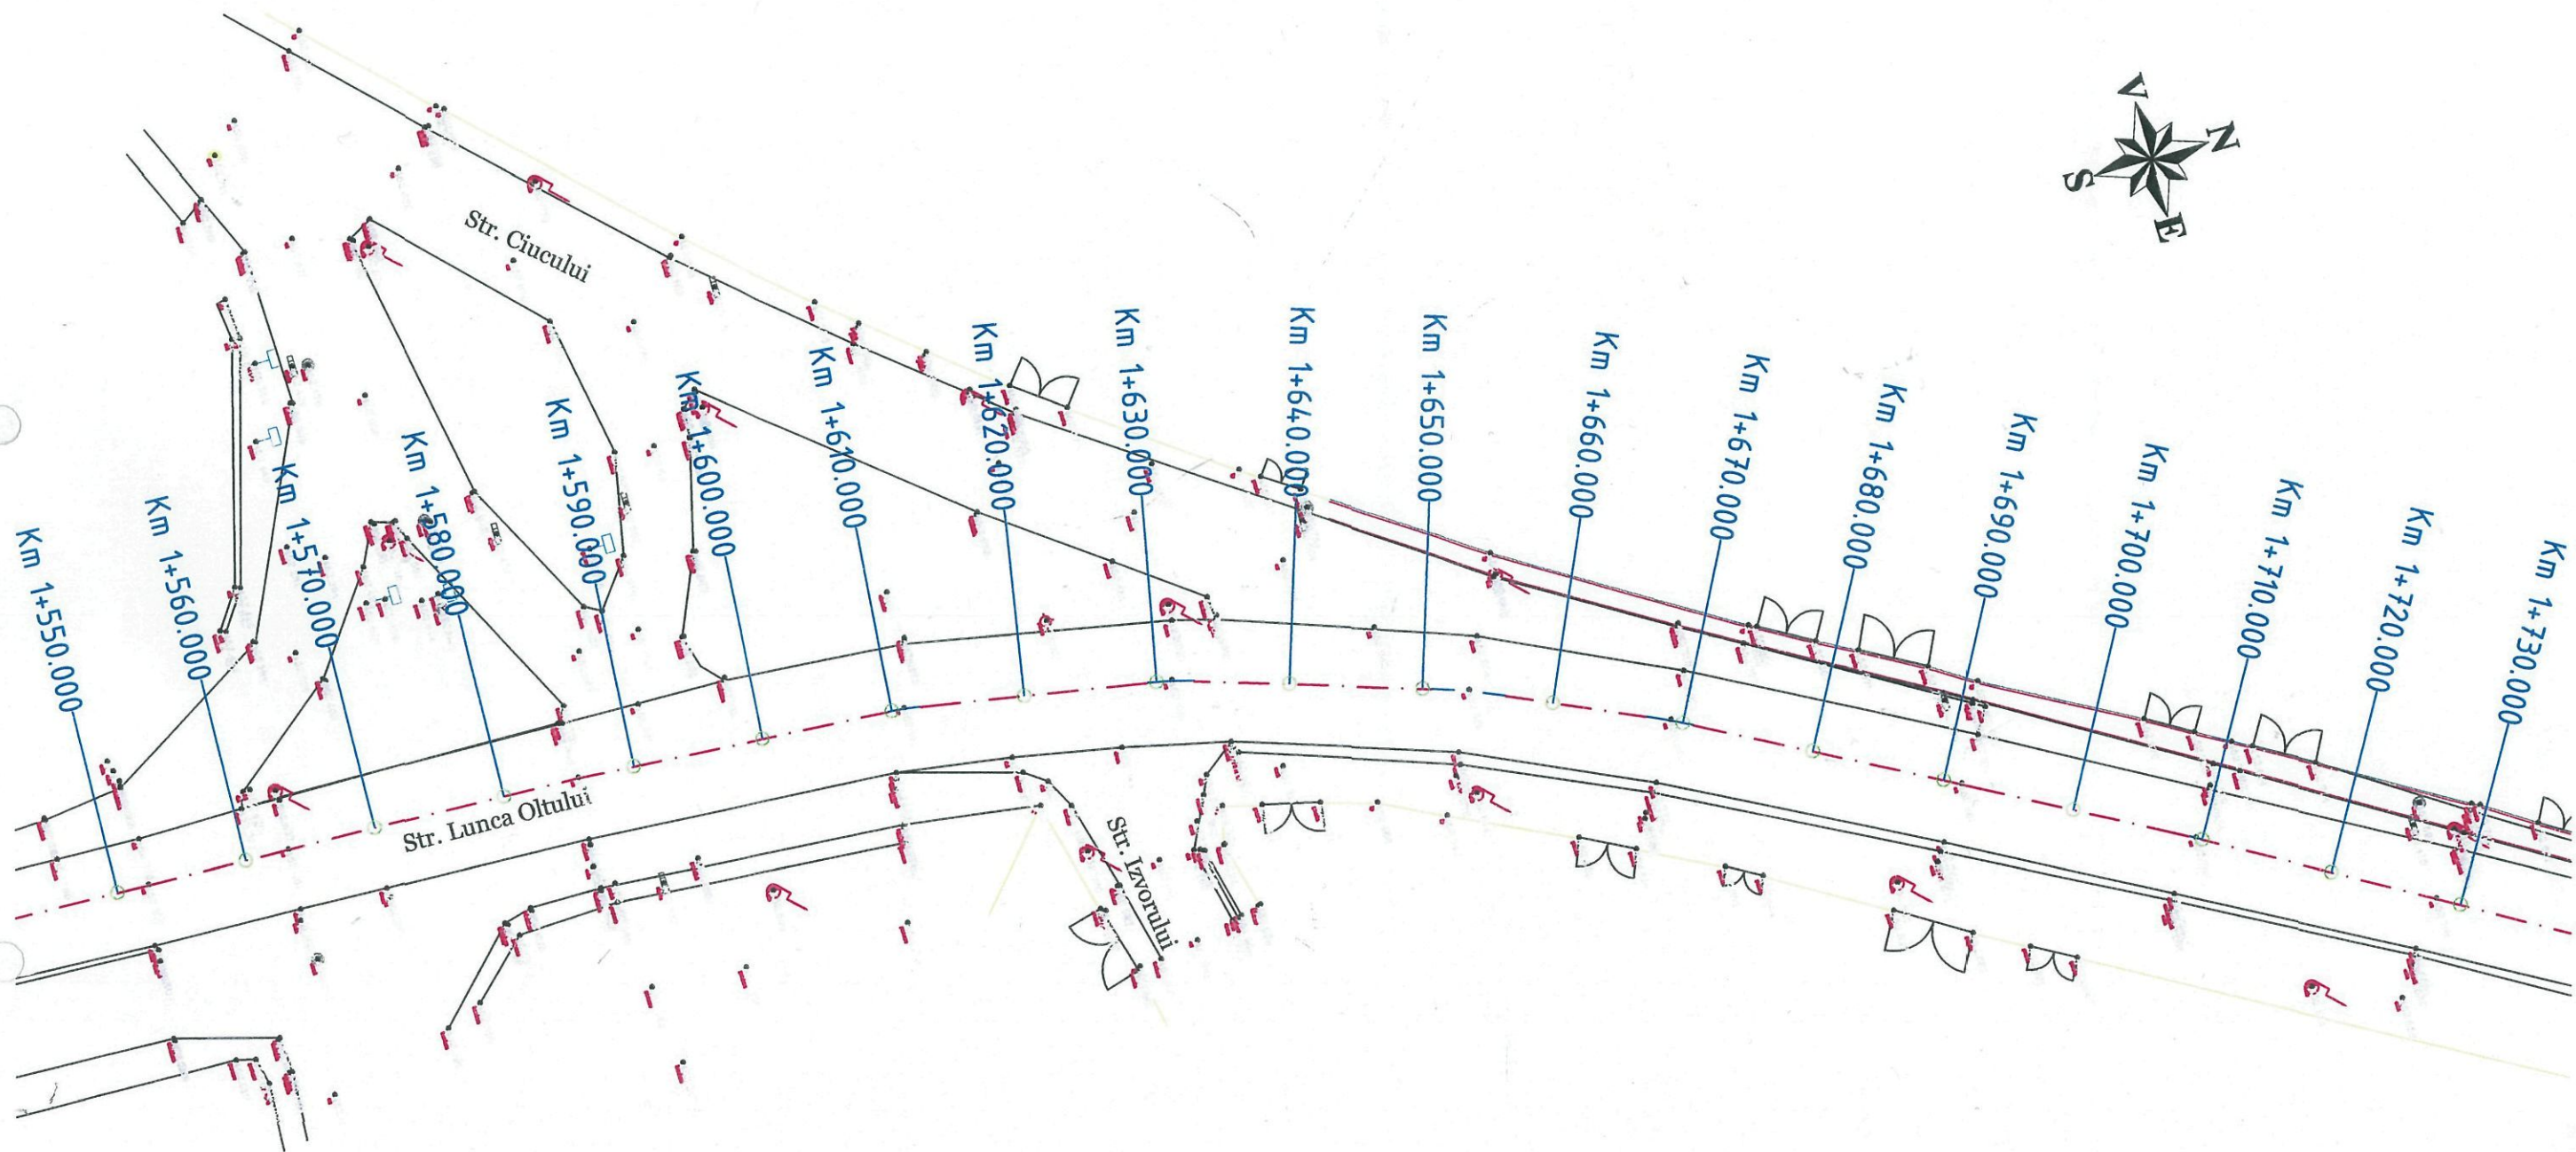 V
N
S
E
Str. Ciucului
Km 1+550.000
Km 1+560.000
Km 1+570.000
Km 1+580.000
Km 1+590.000
Km 1+600.000
Km 1+610.000
Km 1+620.000
Km 1+630.000
Km 1+640.000
Km 1+650.000
Km 1+660.000
Km 1+670.000
Km 1+680.000
Km 1+690.000
Km 1+700.000
Km 1+710.000
Km 1+720.000
Km 1+730.000
Str. Lunca Oltului
Str. Izvorului